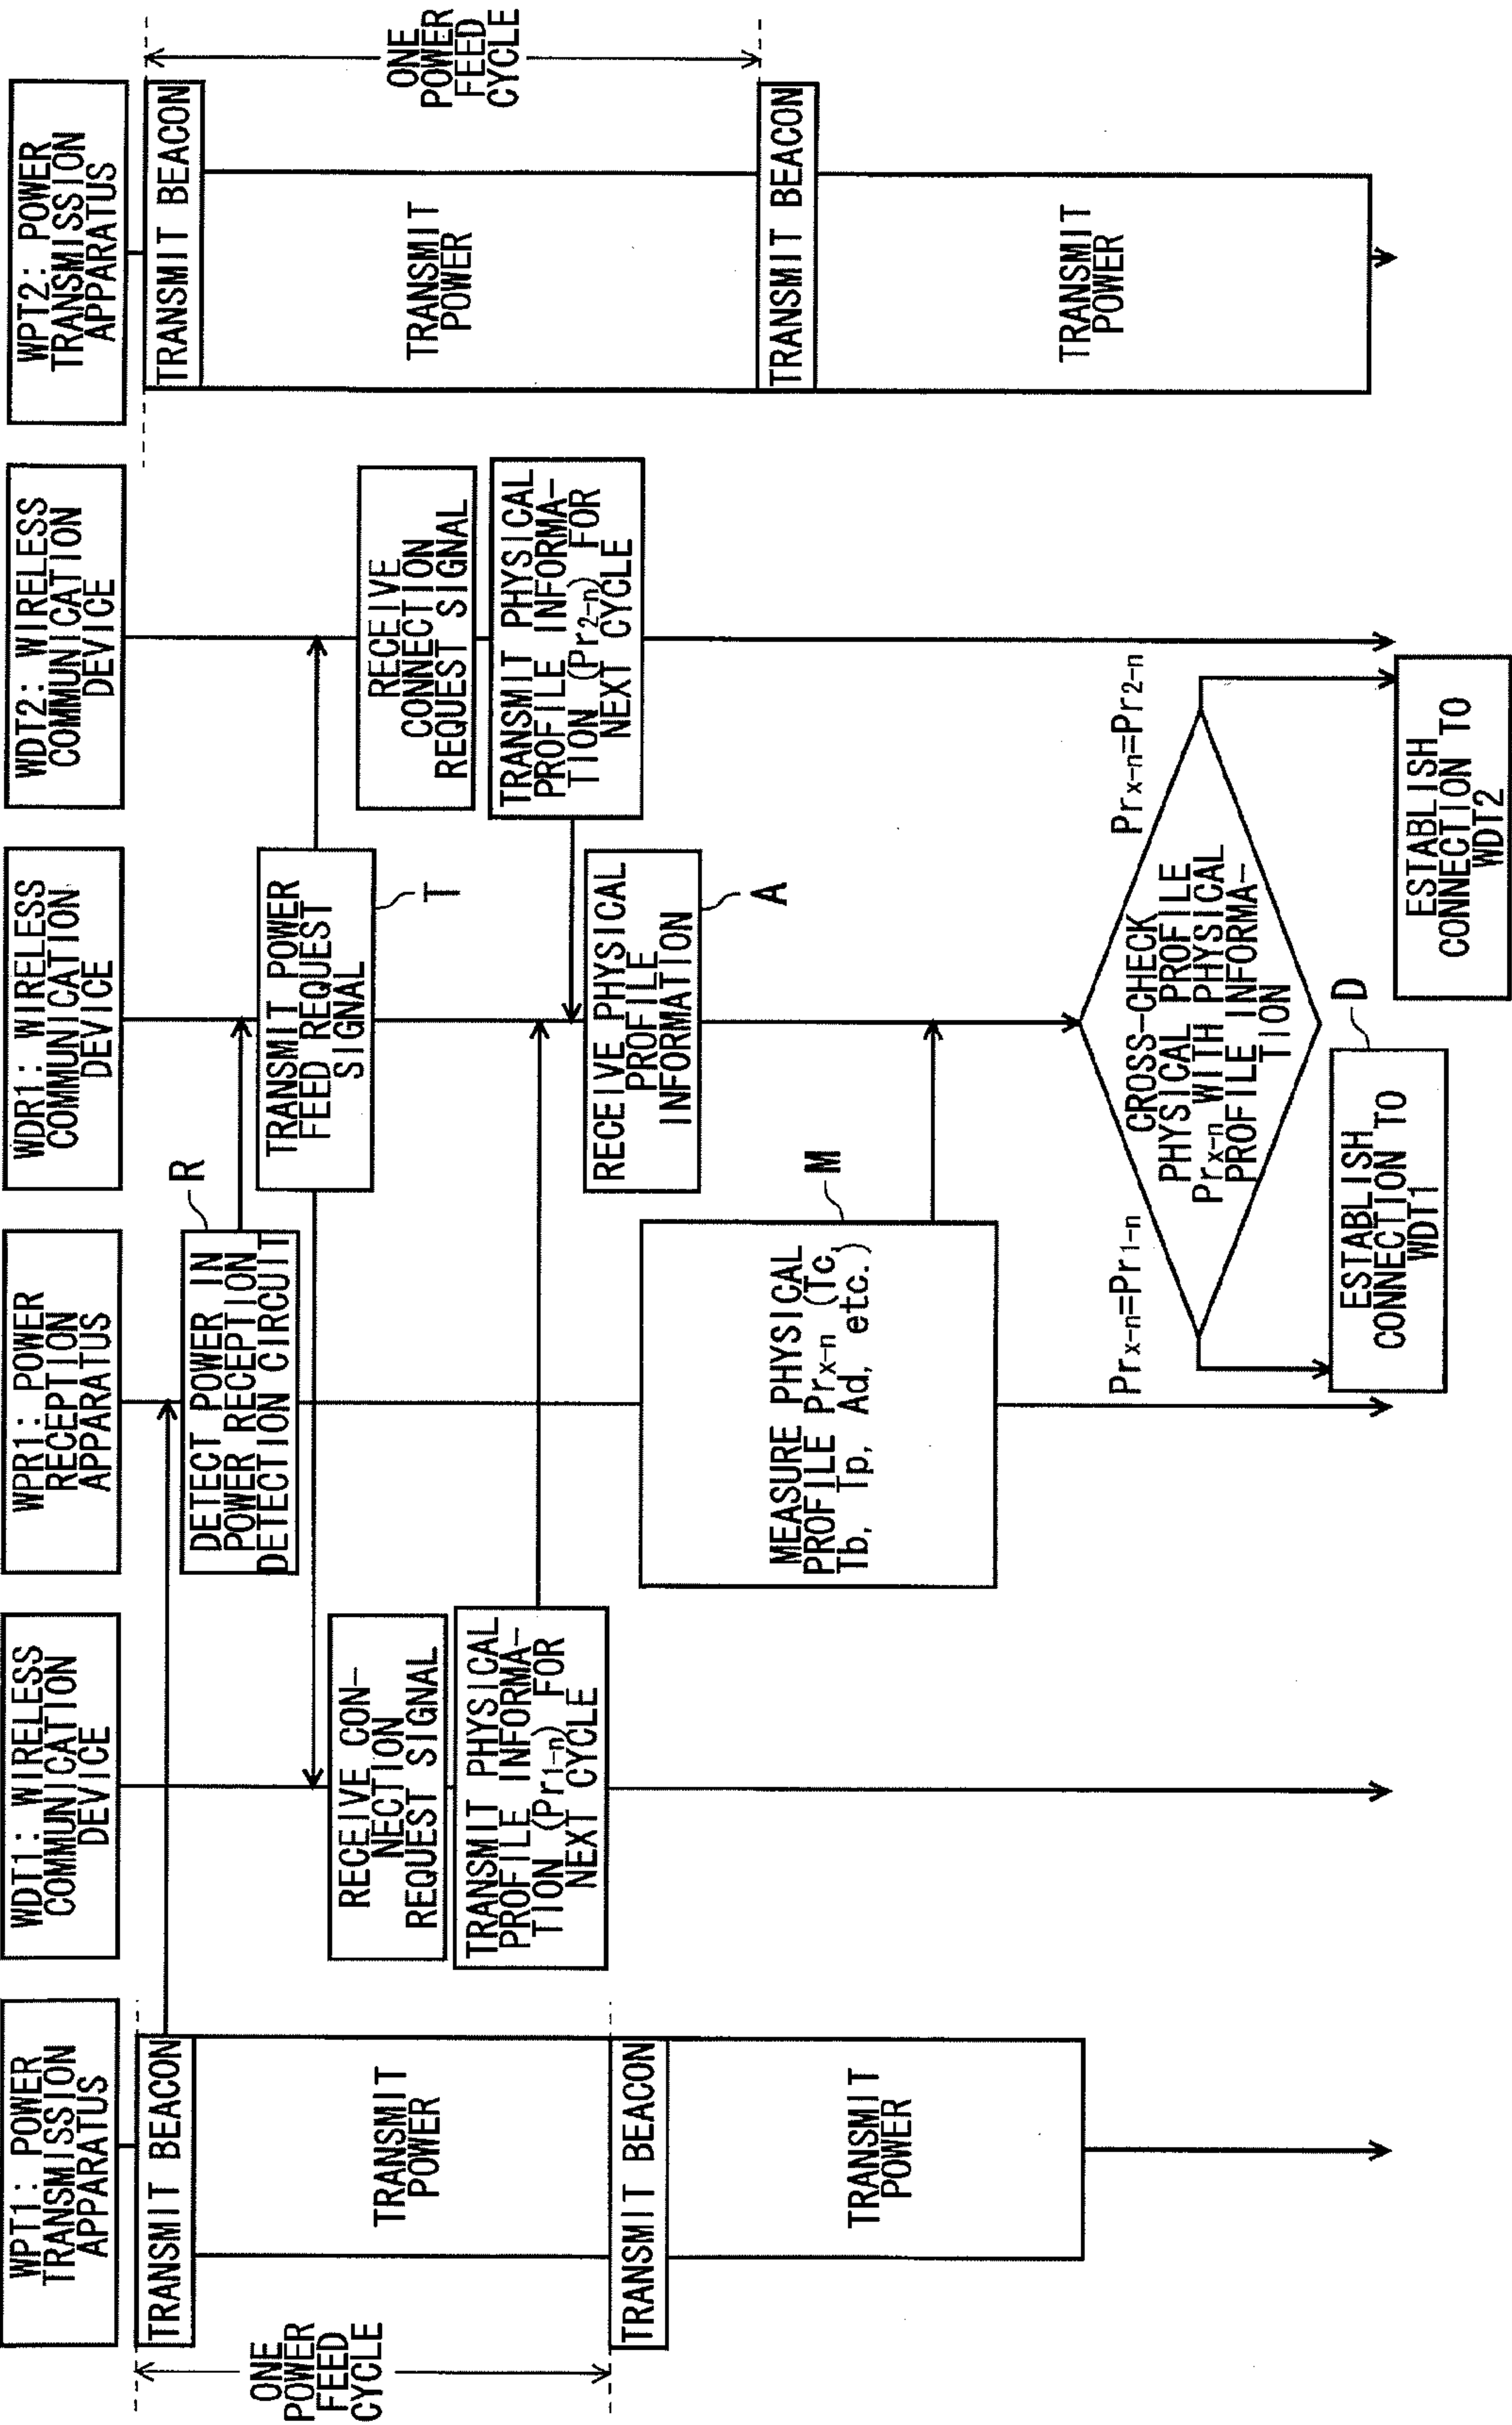 WPT1: POWER
TRANSMISSION
APPARATUS
WDT1: WIRELESS
COMMUNICATION
DEVICE
WPR1: POWER
RECEPTION
APPARATUS
WDR1: WIRELESS
COMMUNICATION
DEVICE
WDT2: WIRELESS
COMMUNICATION
DEVICE
WPT2: POWER
TRANSMISSION
APPARATUS
ONE
POWER
FEED
CYCLE
TRANSMIT BEACON
TRANSMIT
POWER
TRANSMIT BEACON
TRANSMIT
POWER
RECEIVE CON-
NECTION
REQUEST SIGNAL
TRANSMIT PHYSICAL
PROFILE INFORMA-
TION (Pr1-n) FOR
NEXT CYCLE
R
DETECT POWER IN
POWER RECEPTION
DETECTION CIRCUIT
M
MEASURE PHYSICAL
PROFILE Prx-n (Tc,
Tb, Tp, Ad, etc.)
TRANSMIT POWER
FEED REQUEST
SIGNAL
T
RECEIVE PHYSICAL
PROFILE
INFORMATION
A
CROSS-CHECK
PHYSICAL PROFILE
Prx-n WITH PHYSICAL
PROFILE INFORMA-
TION
Prx-n=Pr1-n
Prx-n=Pr2-n
D
ESTABLISH
CONNECTION TO
WDT1
ESTABLISH
CONNECTION TO
WDT2
RECEIVE
CONNECTION
REQUEST SIGNAL
TRANSMIT PHYSICAL
PROFILE INFORMA-
TION (Pr2-n) FOR
NEXT CYCLE
TRANSMIT BEACON
TRANSMIT
POWER
TRANSMIT BEACON
TRANSMIT
POWER
ONE
POWER
FEED
CYCLE